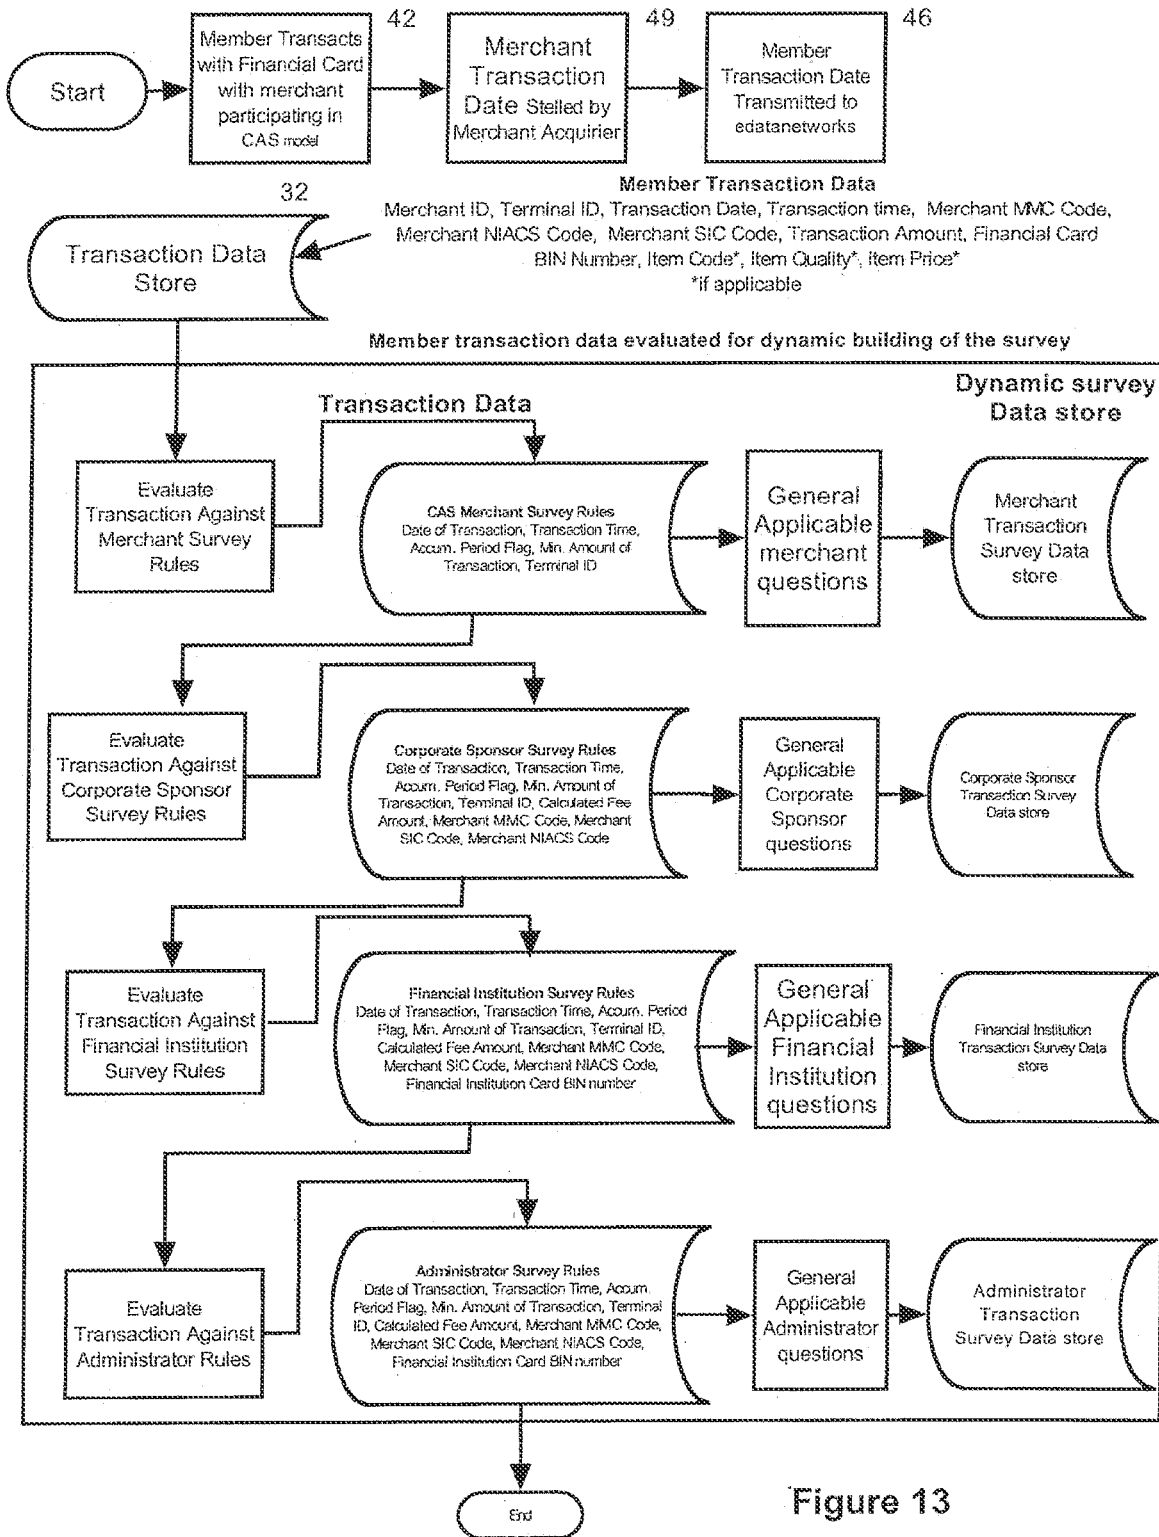 42
49
46
Start
Member Transacts
with Financial Card
with merchant
participating in
CAS model
Merchant
Transaction
Date Stelled by
Merchant Acquirier
Member
Transaction Date
Transmitted to
edatanetworks
32
Transaction Data
Store
Member Transaction Data
Merchant ID, Terminal ID, Transaction Date, Transaction time, Merchant MMC Code,
Merchant NIACS Code, Merchant SIC Code, Transaction Amount, Financial Card
BIN Number, Item Code*, Item Quality*, Item Price*
*if applicable
Member transaction data evaluated for dynamic building of the survey
Transaction Data
Dynamic survey
Data store
Evaluate
Transaction Against
Merchant Survey
Rules
CAS Merchant Survey Rules
Date of Transaction, Transaction Time,
Accum. Period Flag, Min. Amount of
Transaction, Terminal ID
General
Applicable
merchant
questions
Merchant
Transaction
Survey Data
store
Evaluate
Transaction Against
Corporate Sponsor
Survey Rules
Corporate Sponsor Survey Rules
Date of Transaction, Transaction Time,
Accum. Period Flag, Min. Amount of
Transaction, Terminal ID, Calculated Fee
Amount, Merchant MMC Code, Merchant
SIC Code, Merchant NIACS Code
General
Applicable
Corporate
Sponsor
questions
Corporate Sponsor
Transaction Survey
Data store
Evaluate
Transaction Against
Financial Institution
Survey Rules
Financial Institution Survey Rules
Date of Transaction, Transaction Time, Accum. Period
Flag, Min. Amount of Transaction, Terminal ID,
Calculated Fee Amount, Merchant MMC Code,
Merchant SIC Code, Merchant NIACS Code,
Financial Institution Card BIN number
General
Applicable
Financial
Institution
questions
Financial Institution
Transaction Survey Data
store
Evaluate
Transaction Against
Administrator Rules
Administrator Survey Rules
Date of Transaction, Transaction Time, Accum.
Period Flag, Min. Amount of Transaction, Terminal
ID, Calculated Fee Amount, Merchant MMC Code,
Merchant SIC Code, Merchant NIACS Code,
Financial Institution Card BIN number
General
Applicable
Administrator
questions
Administrator
Transaction
Survey Data store
End
Figure 13